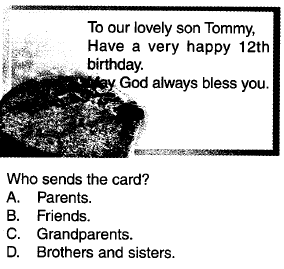 To our lovely son Tommy,
Have a very happy 12th
birthday.
May God always bless you.
Who sends the card?
A. Parents.
B. Friends.
C. Grandparents.
D. Brothers and sisters.